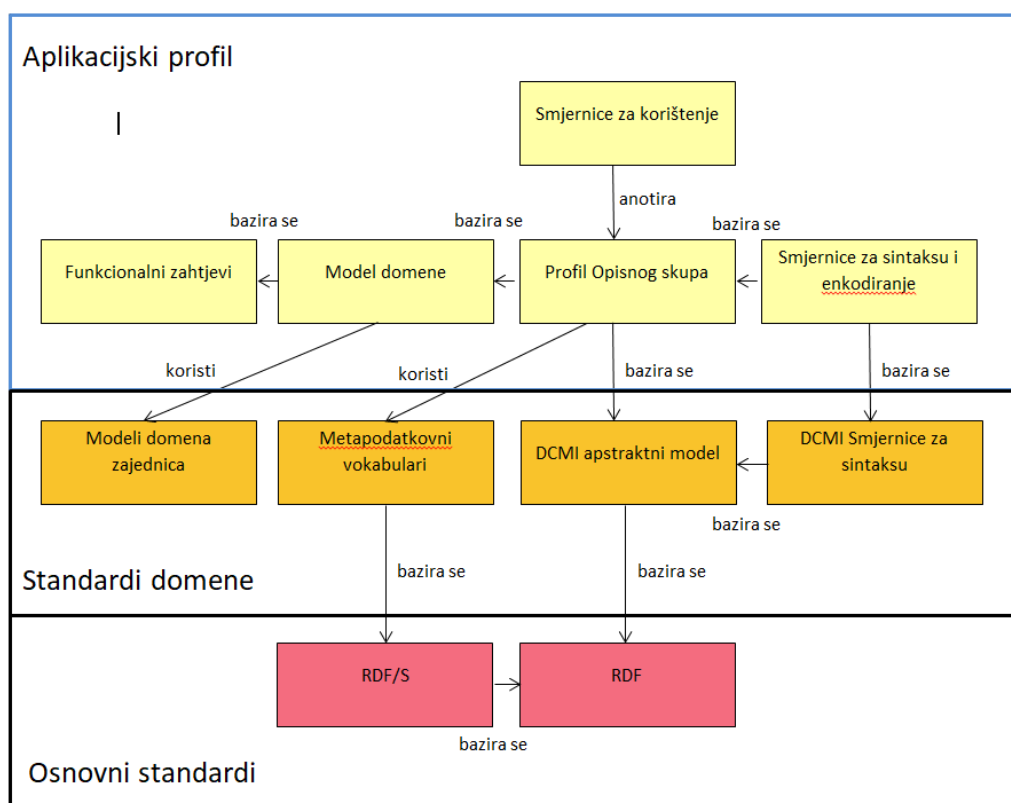 Aplikacijski profil
Smjernice za korištenje
anotira
bazira se
bazira se
bazira se
Funkcionalni zahtjevi
Model domene
Profil Opisnog skupa
Smjernice za sintaksu i
enkodiranje
koristi
koristi
bazira se
bazira se
Modeli domena
zajednica
Metapodatkovni
vokabulari
DCMI apstraktni model
DCMI Smjernice za
sintaksu
bazira se
bazira se
bazira se
Standardi domene
RDF/S
RDF
bazira se
Osnovni standardi